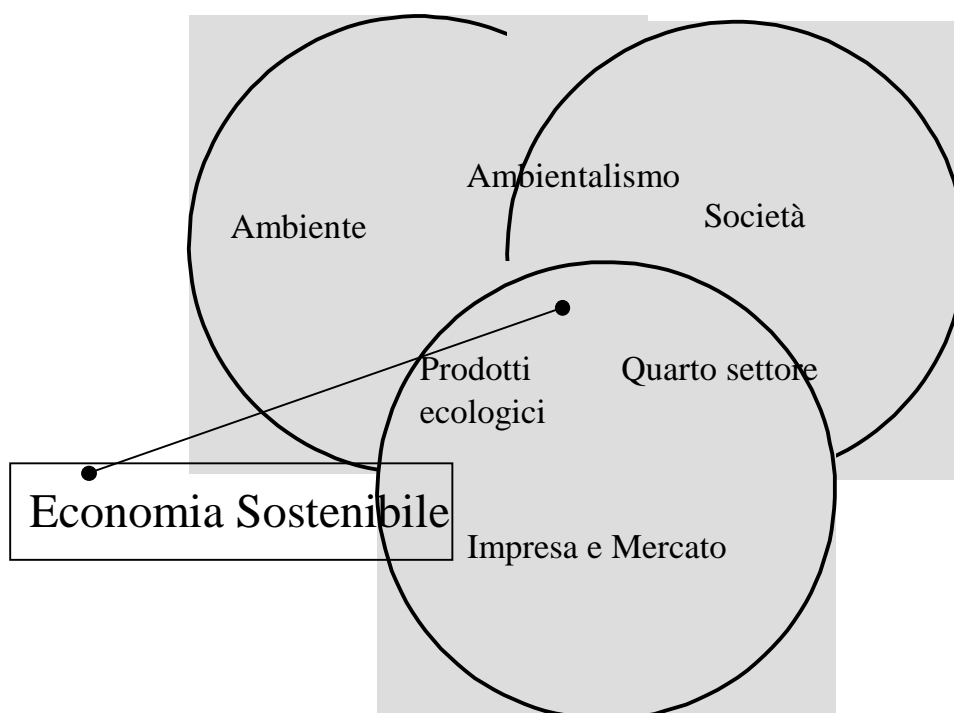 Ambientalismo
Ambiente
Società
Prodotti
ecologici
Quarto settore
Economia Sostenibile
Impresa e Mercato